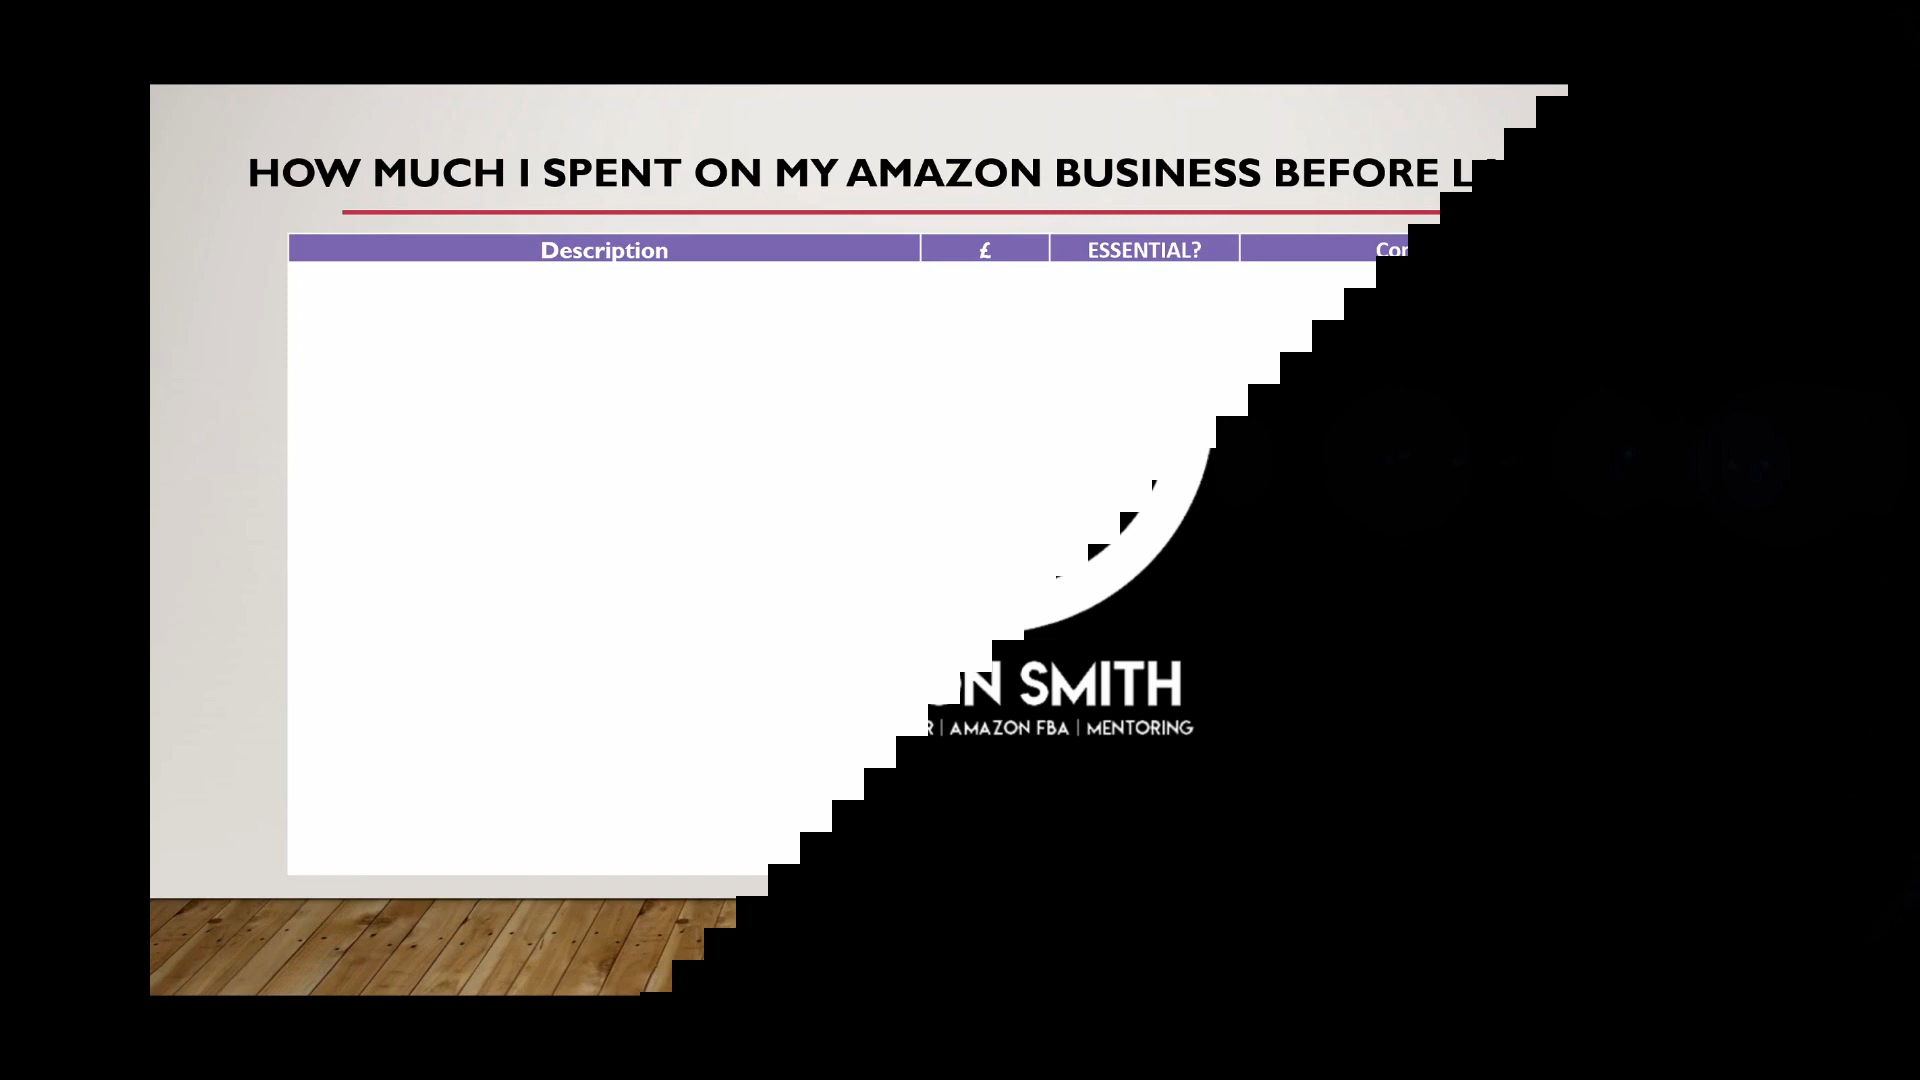 HOW MUCH I SPENT ON MY AMAZON BUSINESS BEFORE
Description £ ESSENTIAL?
SMITH
AMAZON FBA | MENTORING